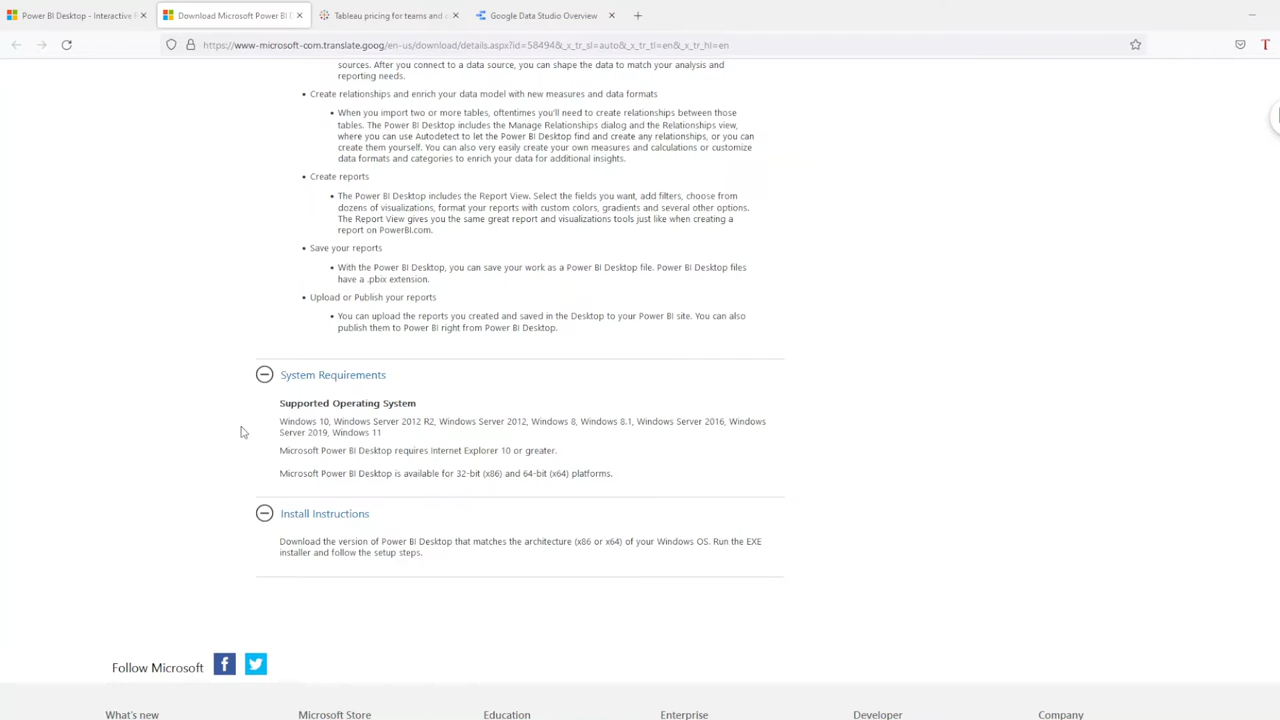 Power BI Desktop - Interactive
Download Microsoft Power BI
Tableau pricing for teams and
Google Data Studio Overview
https://www-microsoft-com.translate.goog/en-us/download/details.aspx?id=58494&_x_tr_sl=auto&_x_tr_tl=en&_x_tr_hl=en
sources. After you connect to a data source, you can shape the data to match your analysis and
reporting needs.
• Create relationships and enrich your data model with new measures and data formats
• When you import two or more tables, oftentimes you'll need to create relationships between those
tables. The Power BI Desktop includes the Manage Relationships dialog and the Relationships view,
where you can use Autodetect to let the Power BI Desktop find and create any relationships, or you can
create them yourself. You can also very easily create your own measures and calculations or customize
data formats and categories to enrich your data for additional insights.
• Create reports
• The Power BI Desktop includes the Report View. Select the fields you want, add filters, choose from
dozens of visualizations, format your reports with custom colors, gradients and several other options.
The Report View gives you the same great report and visualizations tools just like when creating a
report on PowerBI.com.
• Save your reports
• With the Power BI Desktop, you can save your work as a Power BI Desktop file. Power BI Desktop files
have a .pbix extension.
• Upload or Publish your reports
• You can upload the reports you created and saved in the Desktop to your Power BI site. You can also
publish them to Power BI right from Power BI Desktop.
System Requirements
Supported Operating System
Windows 10, Windows Server 2012 R2, Windows Server 2012, Windows 8, Windows 8.1, Windows Server 2016, Windows
Server 2019, Windows 11
Microsoft Power BI Desktop requires Internet Explorer 10 or greater.
Microsoft Power BI Desktop is available for 32-bit (x86) and 64-bit (x64) platforms.
Install Instructions
Download the version of Power BI Desktop that matches the architecture (x86 or x64) of your Windows OS. Run the EXE
installer and follow the setup steps.
Follow Microsoft
What's new
Microsoft Store
Education
Enterprise
Developer
Company